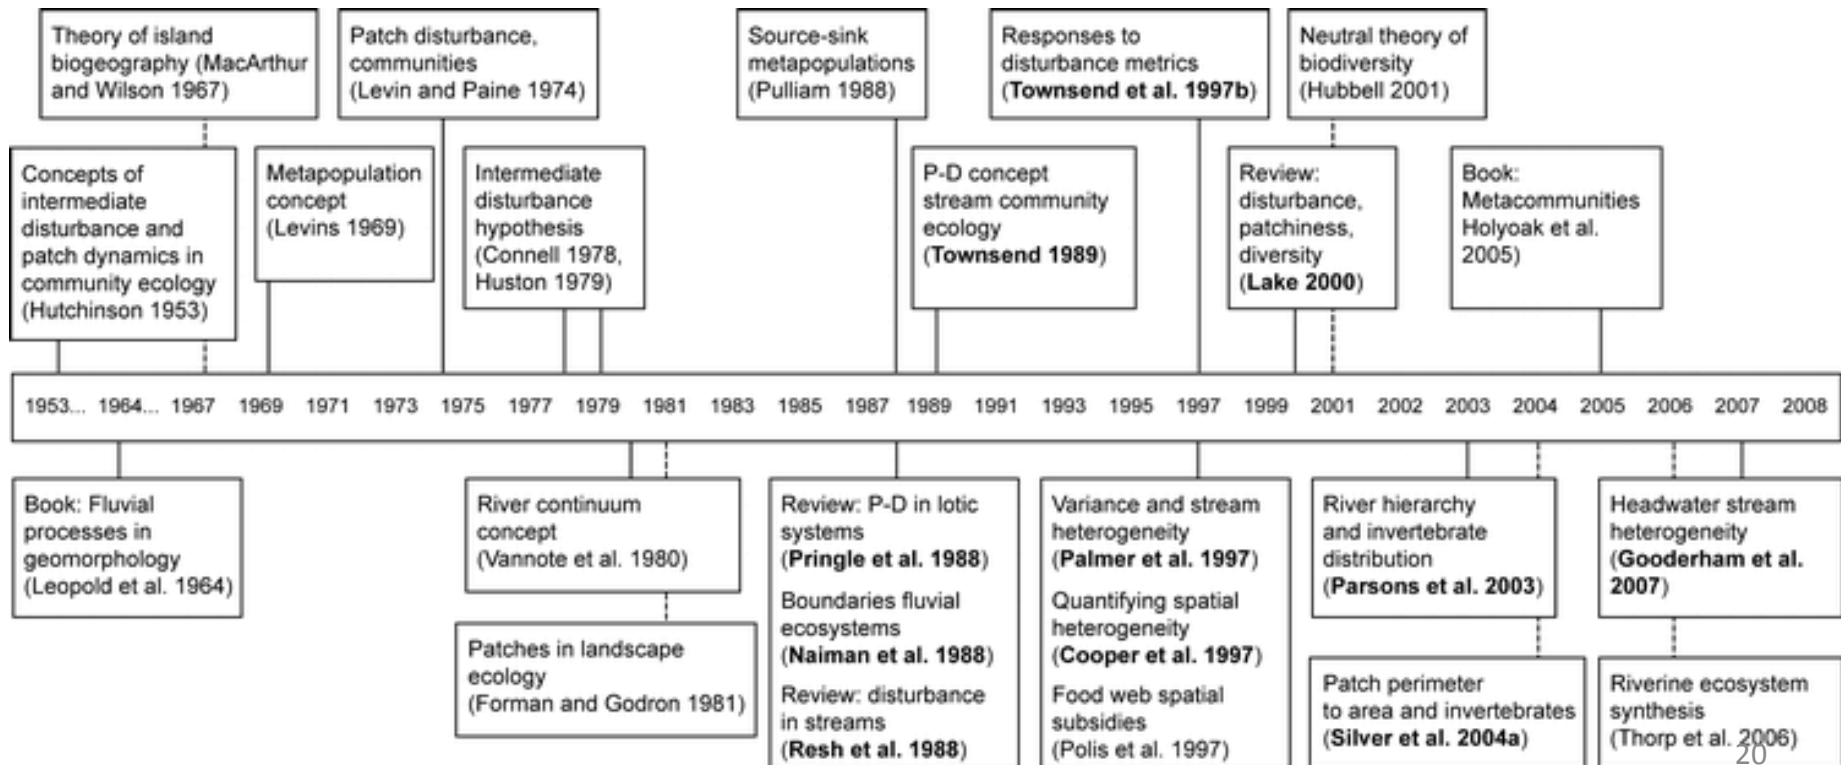 Theory of island
biogeography (MacArthur
and Wilson 1967)
Patch disturbance,
communities
(Levin and Paine 1974)
Source-sink
metapopulations
(Pulliam 1988)
Responses to
disturbance metrics
(Townsend et al. 1997b)
Neutral theory of
biodiversity
(Hubbell 2001)
Concepts of
intermediate
disturbance and
patch dynamics in
community ecology
(Hutchinson 1953)
Metapopulation
concept
(Levins 1969)
Intermediate
disturbance
hypothesis
(Connell 1978,
Huston 1979)
P-D concept
stream community
ecology
(Townsend 1989)
Review:
disturbance,
patchiness,
diversity
(Lake 2000)
Book:
Metacommunities
Holyoak et al.
2005)
1953... 1964... 1967 1969 1971 1973 1975 1977 1979 1981 1983 1985 1987 1989 1991 1993 1995 1997 1999 2001 2002 2003 2004 2005 2006 2007 2008
Book: Fluvial
processes in
geomorphology
(Leopold et al. 1964)
River continuum
concept
(Vannote et al. 1980)
Patches in landscape
ecology
(Forman and Godron 1981)
Review: P-D in lotic
systems
(Pringle et al. 1988)
Boundaries fluvial
ecosystems
(Naiman et al. 1988)
Review: disturbance
in streams
(Resh et al. 1988)
Variance and stream
heterogeneity
(Palmer et al. 1997)
Quantifying spatial
heterogeneity
(Cooper et al. 1997)
Food web spatial
subsidies
(Polis et al. 1997)
River hierarchy
and invertebrate
distribution
(Parsons et al. 2003)
Patch perimeter
to area and invertebrates
(Silver et al. 2004a)
Headwater stream
heterogeneity
(Gooderham et al.
2007)
Riverine ecosystem
synthesis
(Thorp et al. 2006)
20